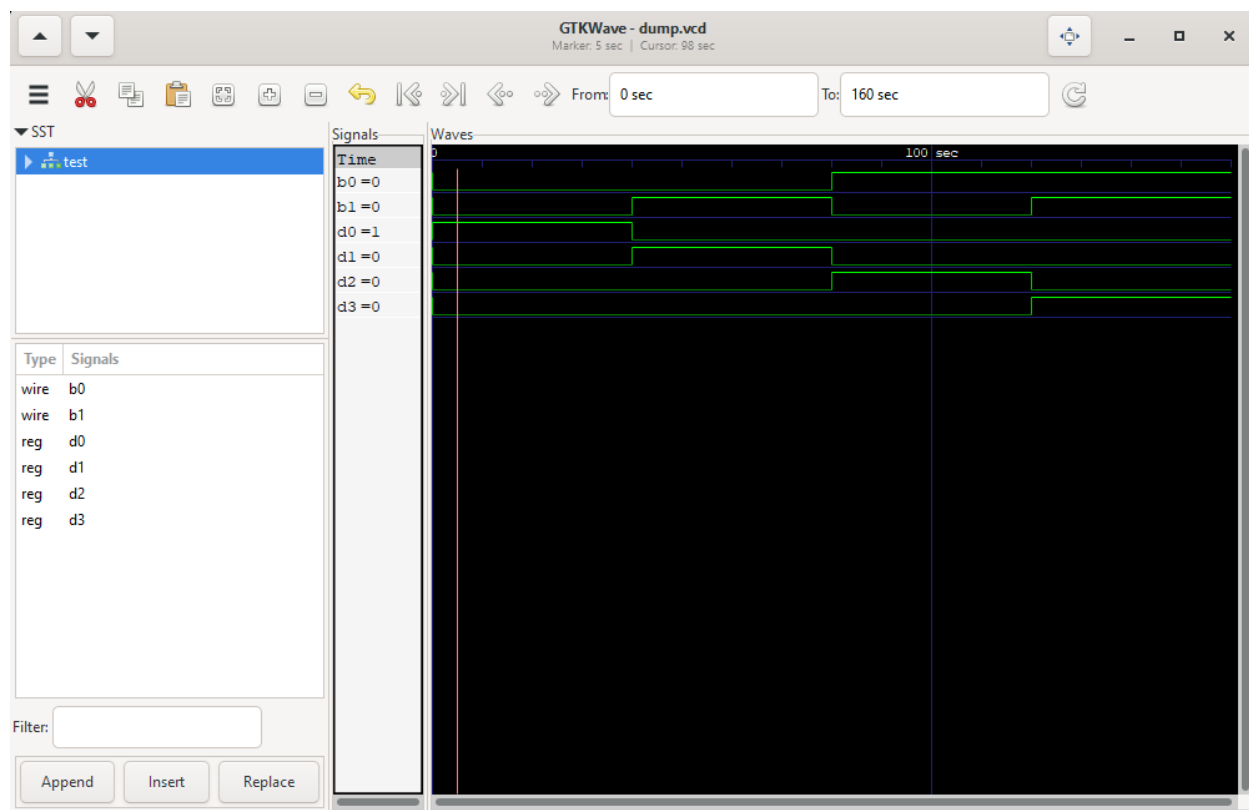 GTKWave - dump.vcd
Marker: 5 sec | Cursor: 98 sec
From: 0 sec To: 160 sec
SST
test
Type Signals
wire b0
wire b1
reg d0
reg d1
reg d2
reg d3
Filter:
Append Insert Replace
Signals
Time
b0 =0
b1 =0
d0 =1
d1 =0
d2 =0
d3 =0
Waves
0 100 sec